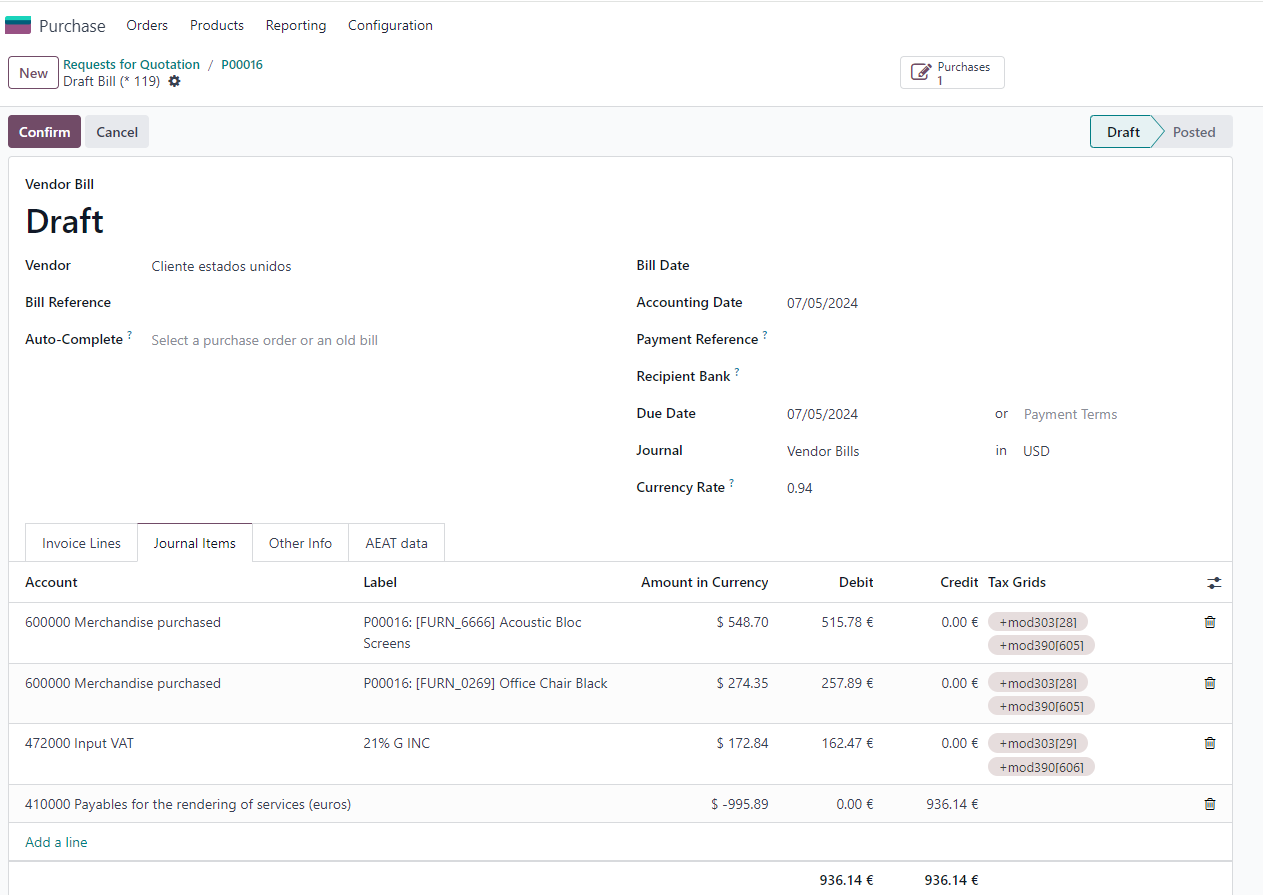 Purchase Orders Products Reporting Configuration
New
Requests for Quotation / P00016
Draft Bill (* 119)
Purchases
1
Confirm Cancel
Draft Posted
Vendor Bill
Draft
Vendor Cliente estados unidos
Bill Reference
Auto-Complete ? Select a purchase order or an old bill
Bill Date
Accounting Date 07/05/2024
Payment Reference ?
Recipient Bank ?
Due Date 07/05/2024 or Payment Terms
Journal Vendor Bills in USD
Currency Rate ? 0.94
Invoice Lines Journal Items Other Info AEAT data
Account Label Amount in Currency Debit Credit Tax Grids
600000 Merchandise purchased P00016: [FURN_6666] Acoustic Bloc $ 548.70 515.78 € 0.00 € +mod303[28]
Screens +mod390[605]
600000 Merchandise purchased P00016: [FURN_0269] Office Chair Black $ 274.35 257.89 € 0.00 € +mod303[28]
+mod390[605]
472000 Input VAT 21% G INC $ 172.84 162.47 € 0.00 € +mod303[29]
+mod390[606]
410000 Payables for the rendering of services (euros) $ -995.89 0.00 € 936.14 €
Add a line
936.14 € 936.14 €